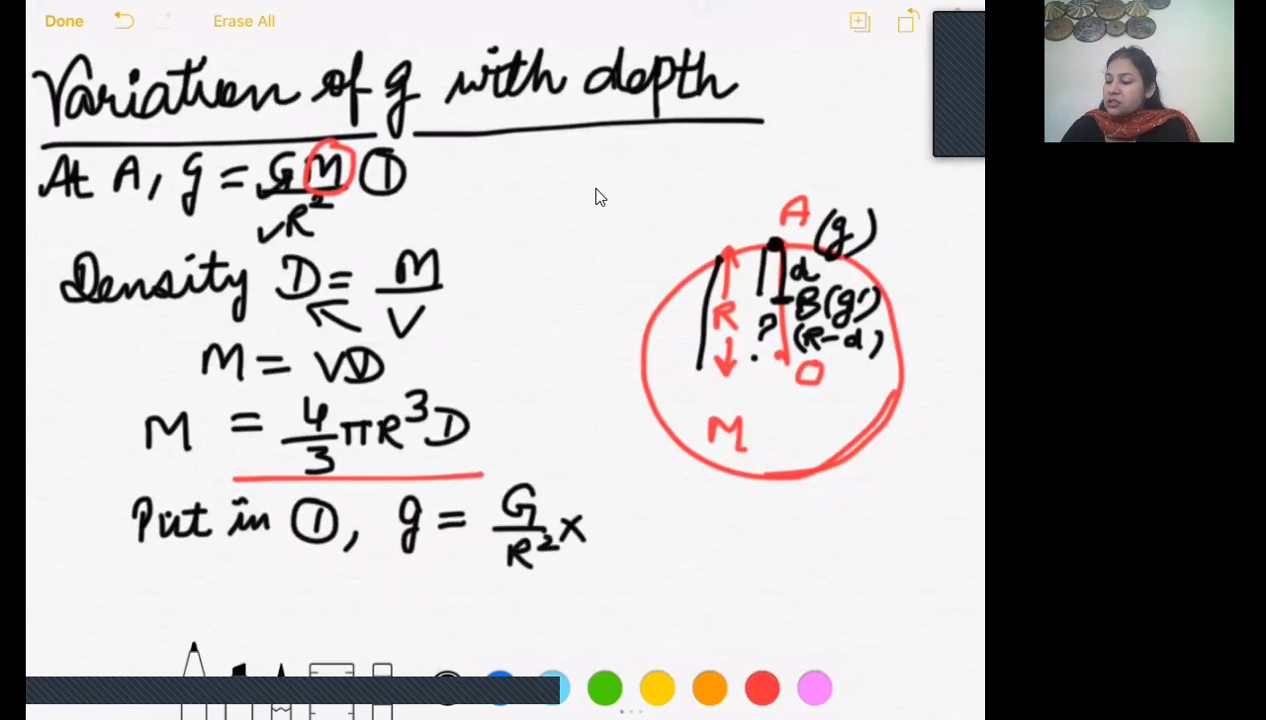 Done Erase All
Variation of g with depth
At A, g = GM/R² ①
Density D = M/V
M = VD
M = 4/3 πR³D
Put in ①, g = G/R² ×
A (g)
d
B(g')
R ? (R-d)
O
M